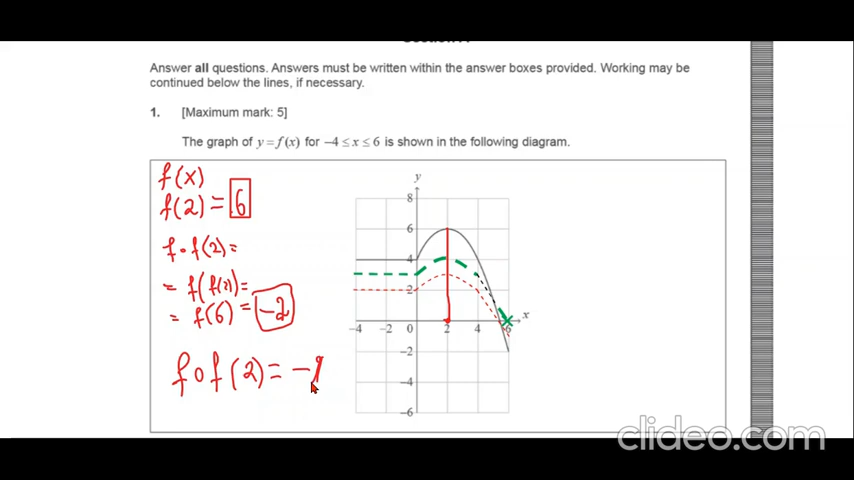 Answer all questions. Answers must be written within the answer boxes provided. Working may be
continued below the lines, if necessary.
1. [Maximum mark: 5]
The graph of y = f(x) for −4 ≤ x ≤ 6 is shown in the following diagram.
f(x)
f(2) = 6
f∘f(2) =
= f(f(2) =
= f(6) = −2
f∘f(2) = −
y
8
6
4
2
−4 −2 0 2 4 6 x
−2
−4
−6
clideo.com